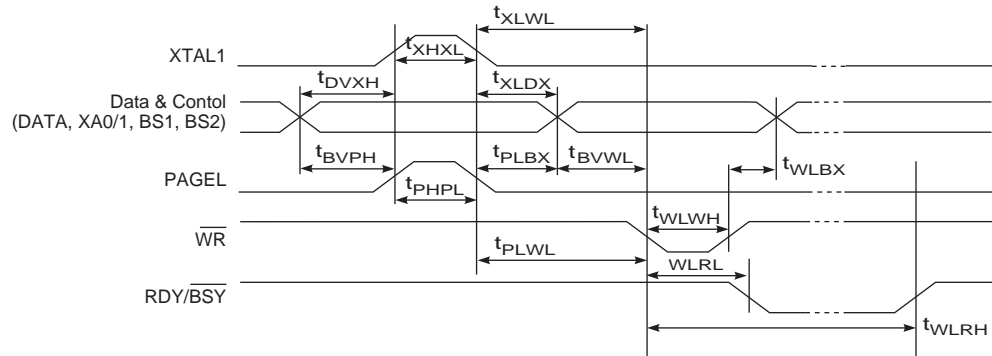 tXLWL
XTAL1
tXHXL
tDVXH
tXLDX
Data & Contol
(DATA, XA0/1, BS1, BS2)
tBVPH
tPLBX
tBVWL
tWLBX
PAGEL
tPHPL
tWLWH
WR
tPLWL
WLRL
RDY/BSY
tWLRH